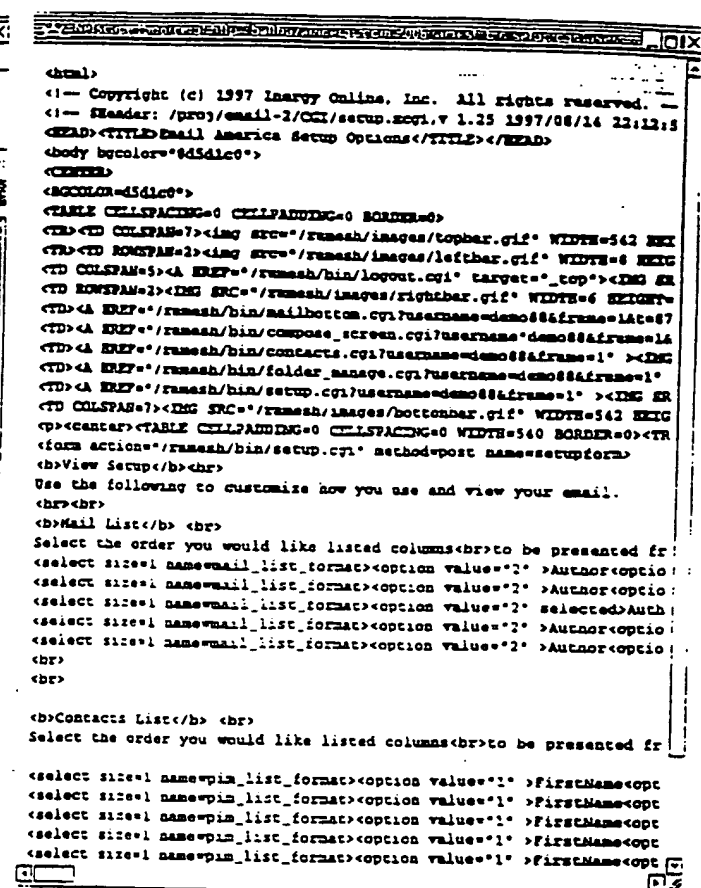 <html>
<!-- Copyright (c) 1997 Inergy Online, Inc.  All rights reserved. --
<!-- $Header: /proj/email-2/CGI/setup.scgi,v 1.25 1997/08/14 22:12:5
<HEAD><TITLE>Email America Setup Options</TITLE></HEAD>
<body bgcolor="#d5d1c0">
<CENTER>
<BGCOLOR=d5d1c0">
<TABLE CELLSPACING=0 CELLPADDING=0 BORDER=0>
<TR><TD COLSPAN=7><img src="/ramesh/images/topbar.gif" WIDTH=542 HEI
<TR><TD ROWSPAN=2><img src="/ramesh/images/leftbar.gif" WIDTH=6 HEIG
<TD COLSPAN=5><A HREF="/ramesh/bin/logout.cgi" target="_top"><IMG SR
<TD ROWSPAN=2><IMG SRC="/ramesh/images/rightbar.gif" WIDTH=6 HEIGHT=
<TD><A HREF="/ramesh/bin/mailbottom.cgi?username=demo88&frame=1&t=87
<TD><A HREF="/ramesh/bin/compose_screen.cgi?username=demo88&frame=1&
<TD><A HREF="/ramesh/bin/contacts.cgi?username=demo88&frame=1" ><IMG
<TD><A HREF="/ramesh/bin/folder_manage.cgi?username=demo88&frame=1"
<TD><A HREF="/ramesh/bin/setup.cgi?username=demo88&frame=1" ><IMG SR
<TD COLSPAN=7><IMG SRC="/ramesh/images/bottombar.gif" WIDTH=542 HEIG
<p><center><TABLE CELLPADDING=0 CELLSPACING=0 WIDTH=540 BORDER=0><TR
<form action="/ramesh/bin/setup.cgi" method=post name=setupform>
<b>View Setup</b><br>
Use the following to customize how you use and view your email.
<br><br>
<b>Mail List</b> <br>
Select the order you would like listed columns<br>to be presented fr
<select size=1 name=mail_list_format><option value="2" >Author<optio
<select size=1 name=mail_list_format><option value="2" >Author<optio
<select size=1 name=mail_list_format><option value="2" selected>Auth
<select size=1 name=mail_list_format><option value="2" >Author<optio
<select size=1 name=mail_list_format><option value="2" >Author<optio
<br>
<br>
<b>Contacts List</b> <br>
Select the order you would like listed columns<br>to be presented fr
<select size=1 name=pim_list_format><option value="1" >FirstName<opt
<select size=1 name=pim_list_format><option value="1" >FirstName<opt
<select size=1 name=pim_list_format><option value="1" >FirstName<opt
<select size=1 name=pim_list_format><option value="1" >FirstName<opt
<select size=1 name=pim_list_format><option value="1" >FirstName<opt